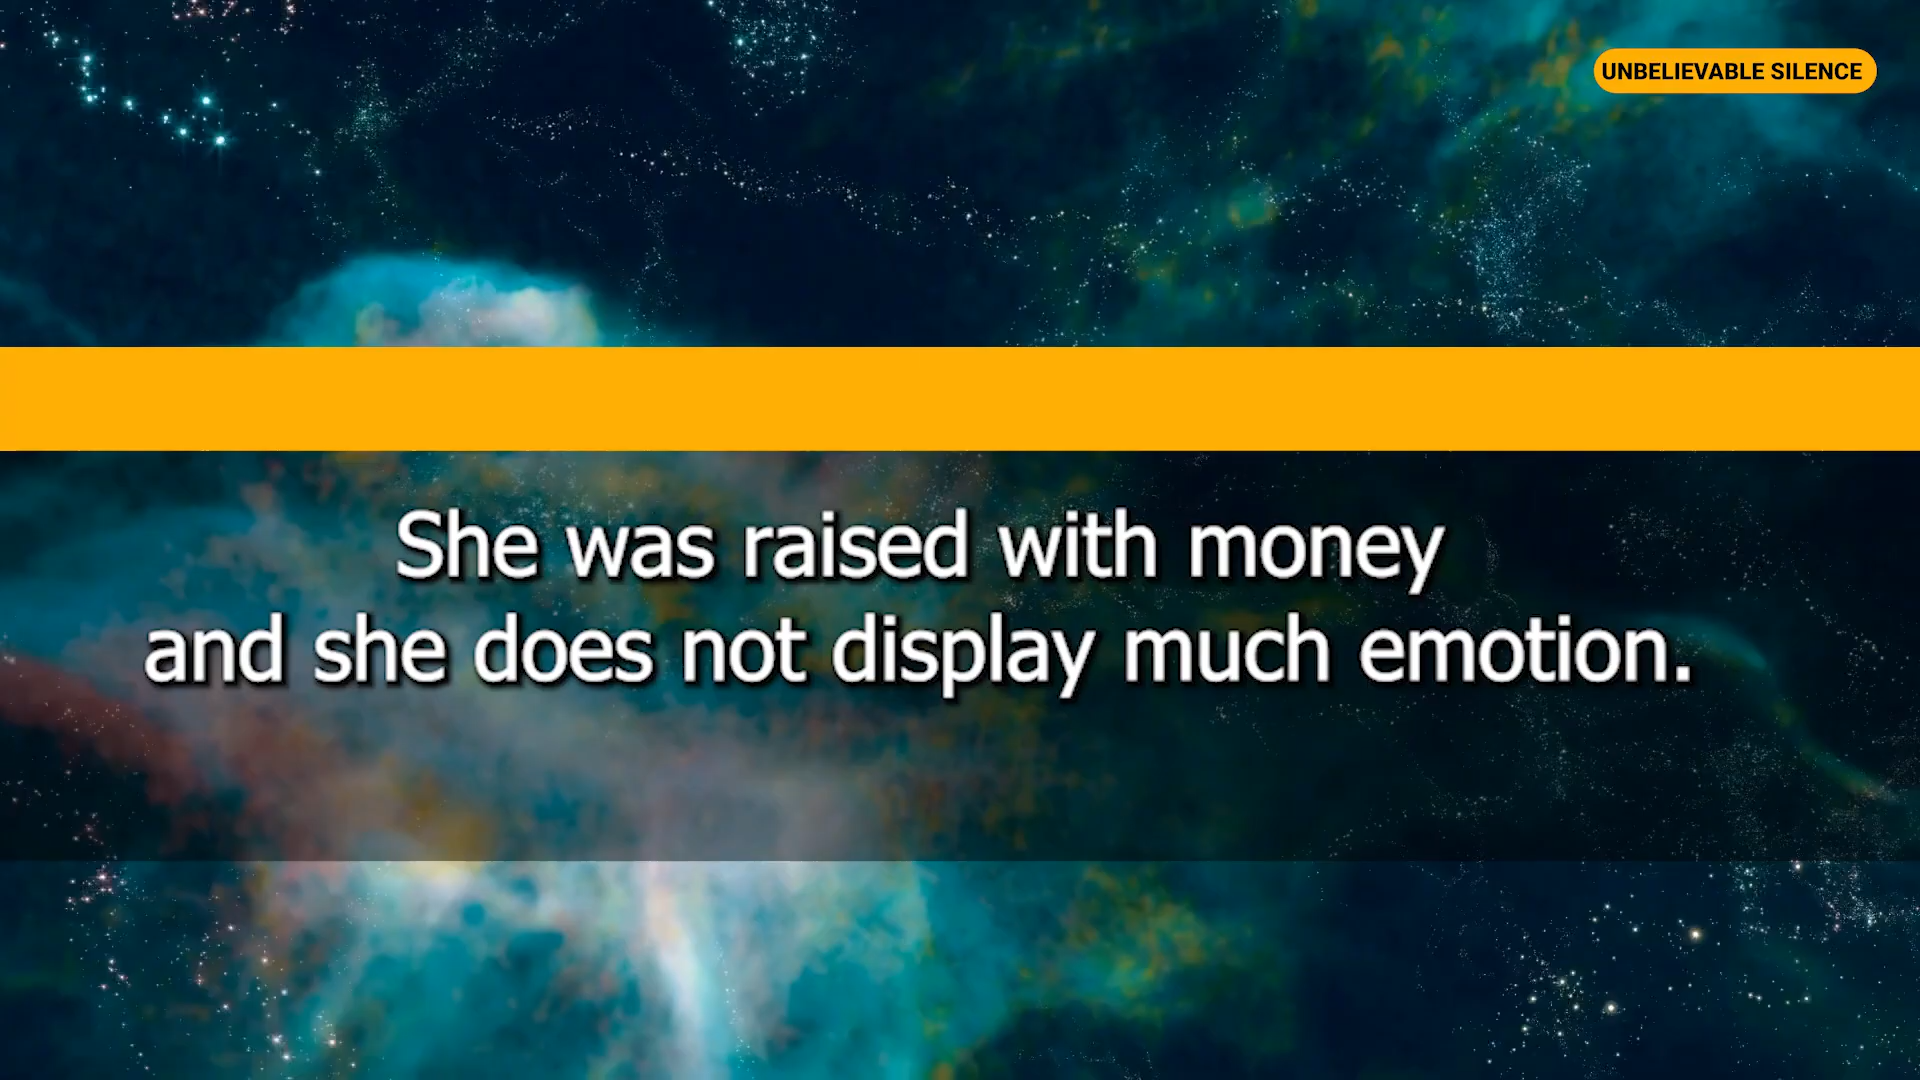 UNBELIEVABLE SILENCE
She was raised with money
and she does not display much emotion.